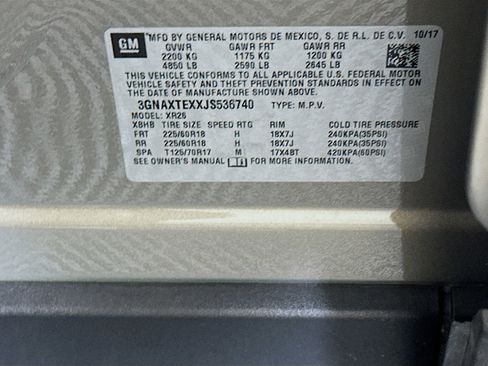 GM
MFD BY GENERAL MOTORS DE MEXICO, S. DE R.L. DE C.V. 10/17
GVWR GAWR FRT GAWR RR
2200 KG 1175 KG 1200 KG
4850 LB 2590 LB 2645 LB
THIS VEHICLE CONFORMS TO ALL APPLICABLE U.S. FEDERAL MOTOR
VEHICLE SAFETY AND THEFT PREVENTION STANDARDS IN EFFECT ON
THE DATE OF MANUFACTURE SHOWN ABOVE.
3GNAXTEXXJS536740 TYPE: M.P.V.
MODEL: XR26
XBHB TIRE SIZE SPEED RTG RIM COLD TIRE PRESSURE
FRT 225/60R18 H 18X7J 240KPA(35PSI)
RR 225/60R18 H 18X7J 240KPA(35PSI)
SPA T125/70R17 M 17X4BT 420KPA(60PSI)
SEE OWNER'S MANUAL FOR MORE INFORMATION.